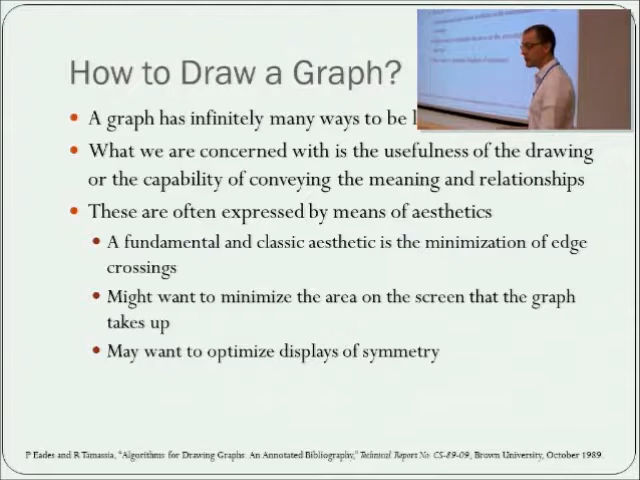 How to Draw a Graph?
A graph has infinitely many ways to be
What we are concerned with is the usefulness of the drawing
or the capability of conveying the meaning and relationships
These are often expressed by means of aesthetics
A fundamental and classic aesthetic is the minimization of edge
crossings
Might want to minimize the area on the screen that the graph
takes up
May want to optimize displays of symmetry
P Eades and R Tamassia, “Algorithms for Drawing Graphs: An Annotated Bibliography,” Technical Report No. CS-89-09, Brown University, October 1989.